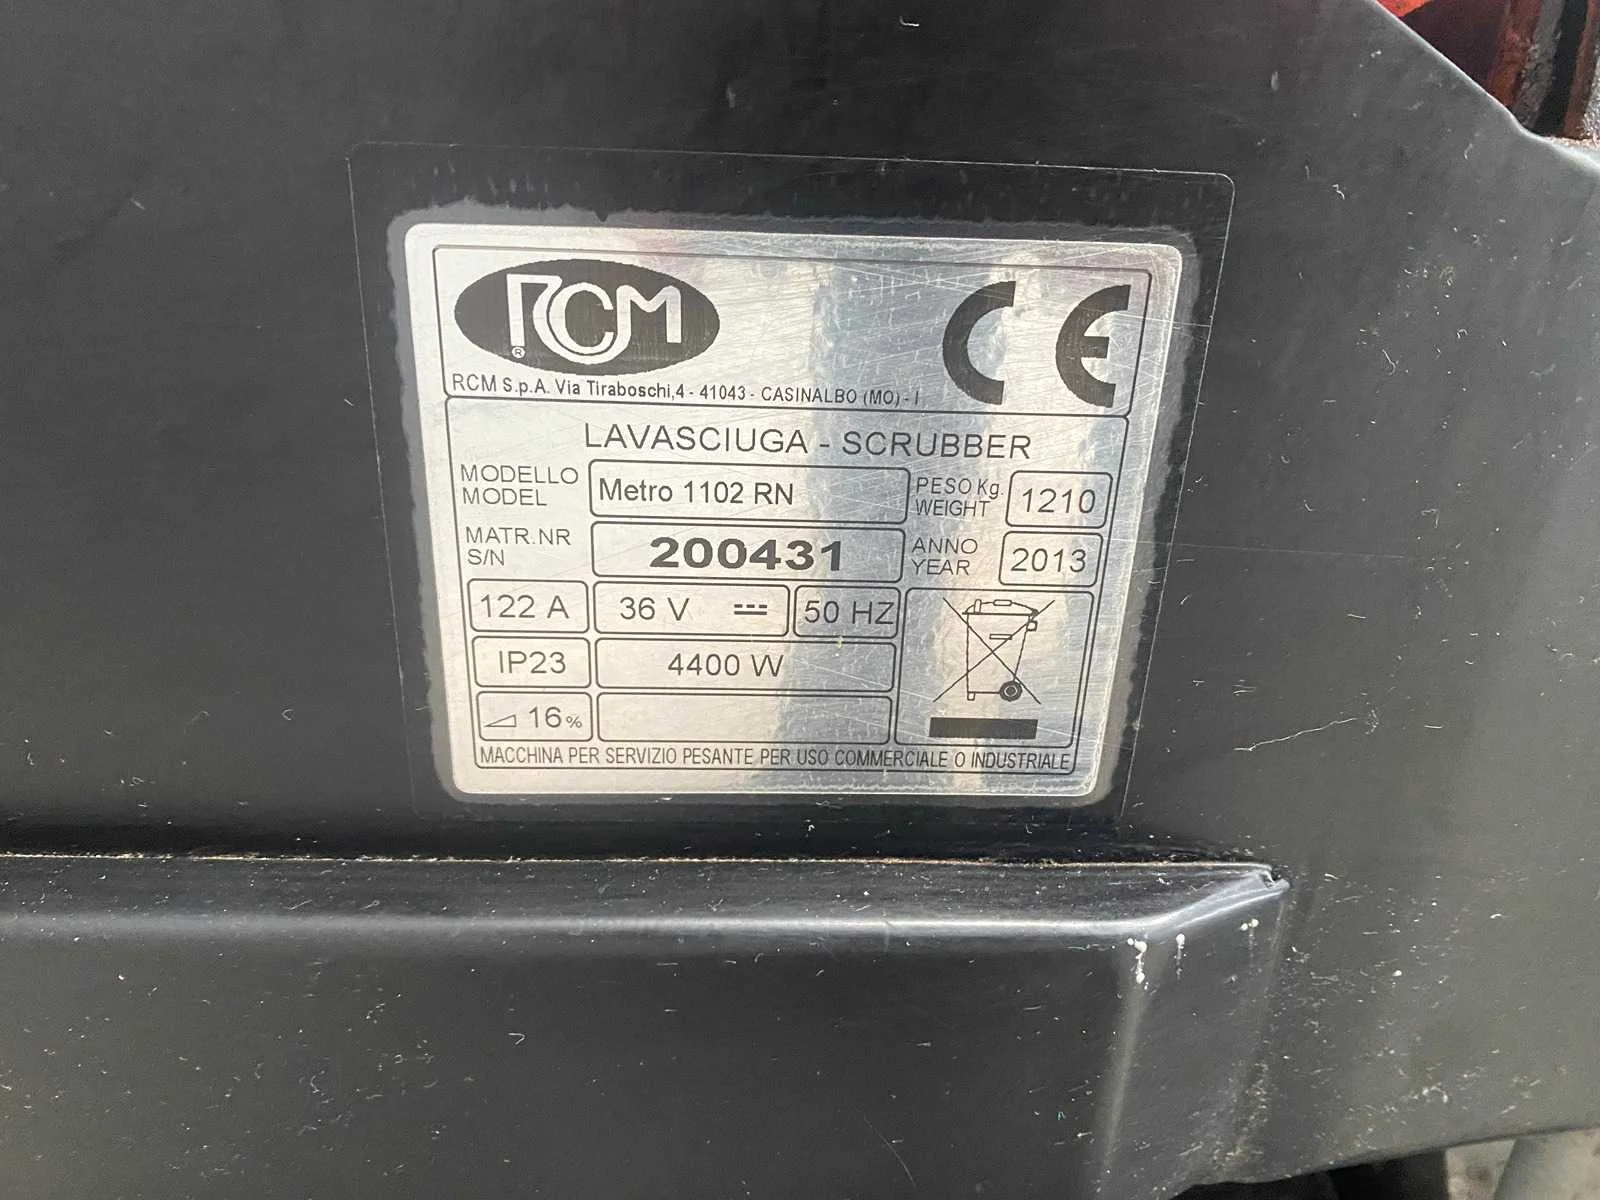 RCM
®
RCM S.p.A. Via Tiraboschi,4 - 41043 - CASINALBO (MO) - I
CE
LAVASCIUGA - SCRUBBER
MODELLO
MODEL
Metro 1102 RN
PESO Kg.
WEIGHT
1210
MATR.NR
S/N
200431
ANNO
YEAR
2013
122 A
36 V
50 HZ
IP23
4400 W
16%
MACCHINA PER SERVIZIO PESANTE PER USO COMMERCIALE O INDUSTRIALE